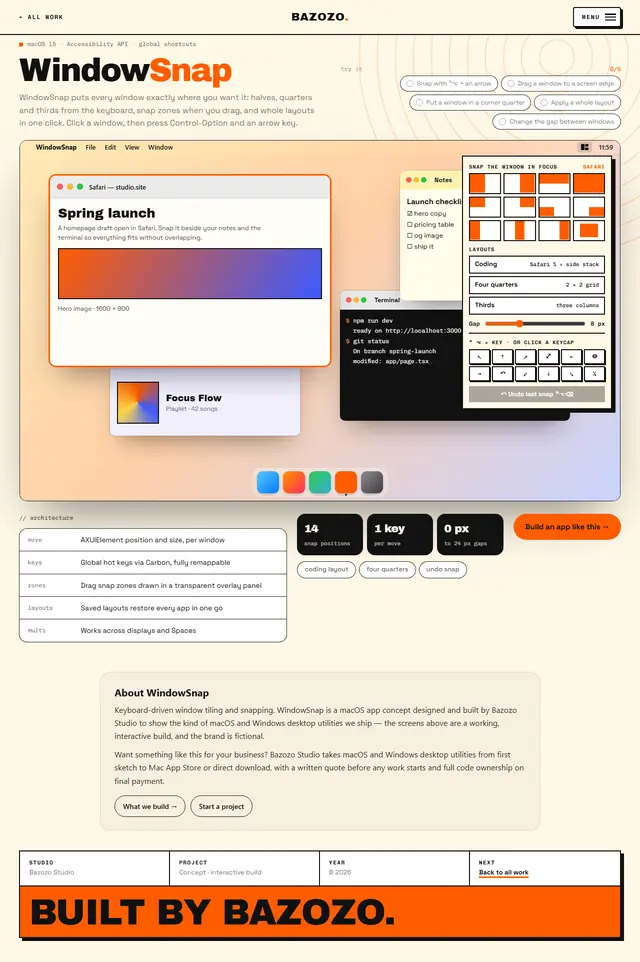 ← ALL WORK
BAZOZO.
MENU
macOS 15 · Accessibility API · global shortcuts
WindowSnap
WindowSnap puts every window exactly where you want it: halves, quarters
and thirds from the keyboard, snap zones when you drag, and whole layouts
in one click. Click a window, then press Control-Option and an arrow key.
try it
0/5
Snap with ⌃⌥ + an arrow
Drag a window to a screen edge
Put a window in a corner quarter
Apply a whole layout
Change the gap between windows
WindowSnap File Edit View Window
11:59
Safari — studio.site
Spring launch
A homepage draft open in Safari. Snap it beside your notes and the
terminal so everything fits without overlapping.
Hero image · 1600 × 900
Focus Flow
Playlist · 42 songs
Notes
Launch checkli
☑ hero copy
☐ pricing table
☐ og image
☐ ship it
Terminal
$ npm run dev
ready on http://localhost:3000
$ git status
On branch spring-launch
modified: app/page.tsx
SNAP THE WINDOW IN FOCUS
SAFARI
LAYOUTS
Coding
Safari ⅔ + side stack
Four quarters
2 × 2 grid
Thirds
three columns
Gap
8 px
⌃ ⌥ + KEY · OR CLICK A KEYCAP
↶ Undo last snap ⌃⌥⌫
// architecture
move AXUIElement position and size, per window
keys Global hot keys via Carbon, fully remappable
zones Drag snap zones drawn in a transparent overlay panel
layouts Saved layouts restore every app in one go
multi Works across displays and Spaces
14
snap positions
1 key
per move
0 px
to 24 px gaps
Build an app like this →
coding layout
four quarters
undo snap
About WindowSnap
Keyboard-driven window tiling and snapping. WindowSnap is a macOS app concept designed and built by Bazozo
Studio to show the kind of macOS and Windows desktop utilities we ship — the screens above are a working,
interactive build, and the brand is fictional.
Want something like this for your business? Bazozo Studio takes macOS and Windows desktop utilities from first
sketch to Mac App Store or direct download, with a written quote before any work starts and full code ownership on
final payment.
What we build →
Start a project
STUDIO
Bazozo Studio
PROJECT
Concept · interactive build
YEAR
© 2026
NEXT
Back to all work
BUILT BY BAZOZO.